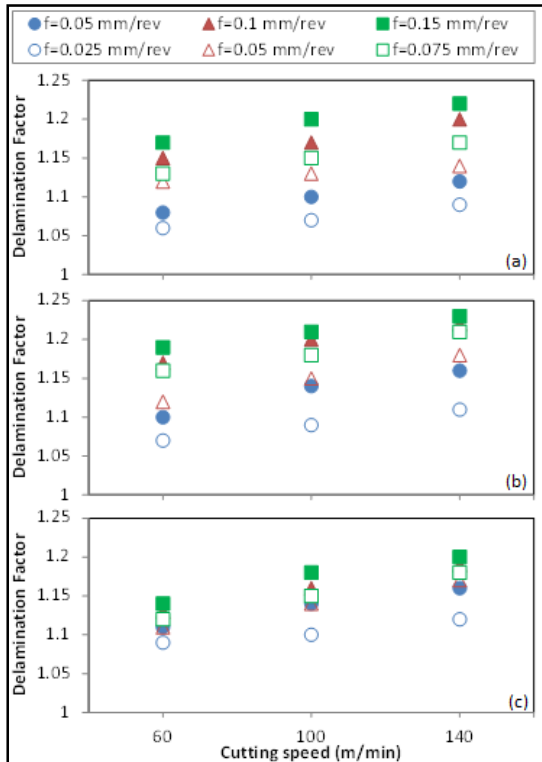 f=0.05 mm/rev f=0.1 mm/rev f=0.15 mm/rev
f=0.025 mm/rev f=0.05 mm/rev f=0.075 mm/rev
Delamination Factor
1.25
1.2
1.15
1.1
1.05
1
(a)
Delamination Factor
1.25
1.2
1.15
1.1
1.05
1
(b)
Delamination Factor
1.25
1.2
1.15
1.1
1.05
1
(c)
60 100 140
Cutting speed (m/min)